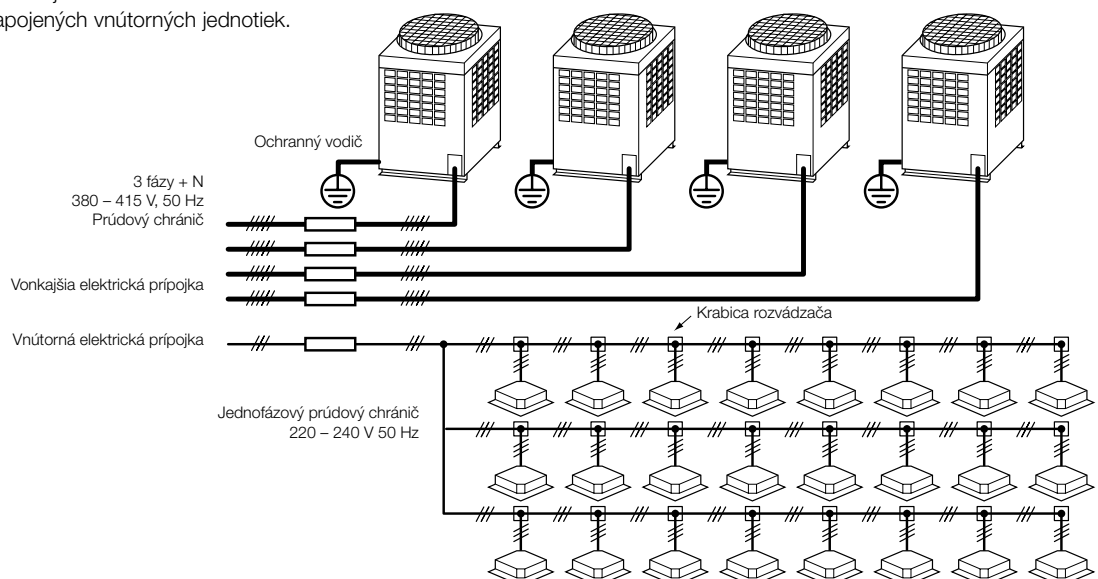 vnútorných jednotiek.
Ochranný vodič
3 fázy + N
380 – 415 V, 50 Hz
Prúdový chránič
Vonkajšia elektrická prípojka
Krabica rozvádzača
Vnútorná elektrická prípojka
Jednofázový prúdový chránič
220 – 240 V 50 Hz